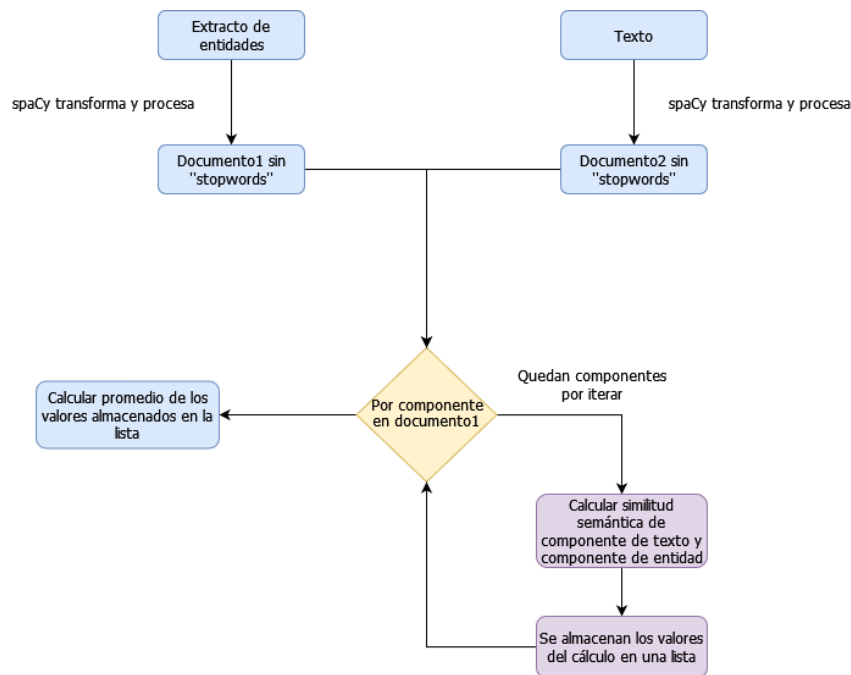 Extracto de
entidades
Texto
spaCy transforma y procesa
spaCy transforma y procesa
Documento1 sin
"stopwords"
Documento2 sin
"stopwords"
Quedan componentes
por iterar
Por componente
en documento1
Calcular promedio de los
valores almacenados en la
lista
Calcular similitud
semántica de
componente de texto y
componente de entidad
Se almacenan los valores
del cálculo en una lista